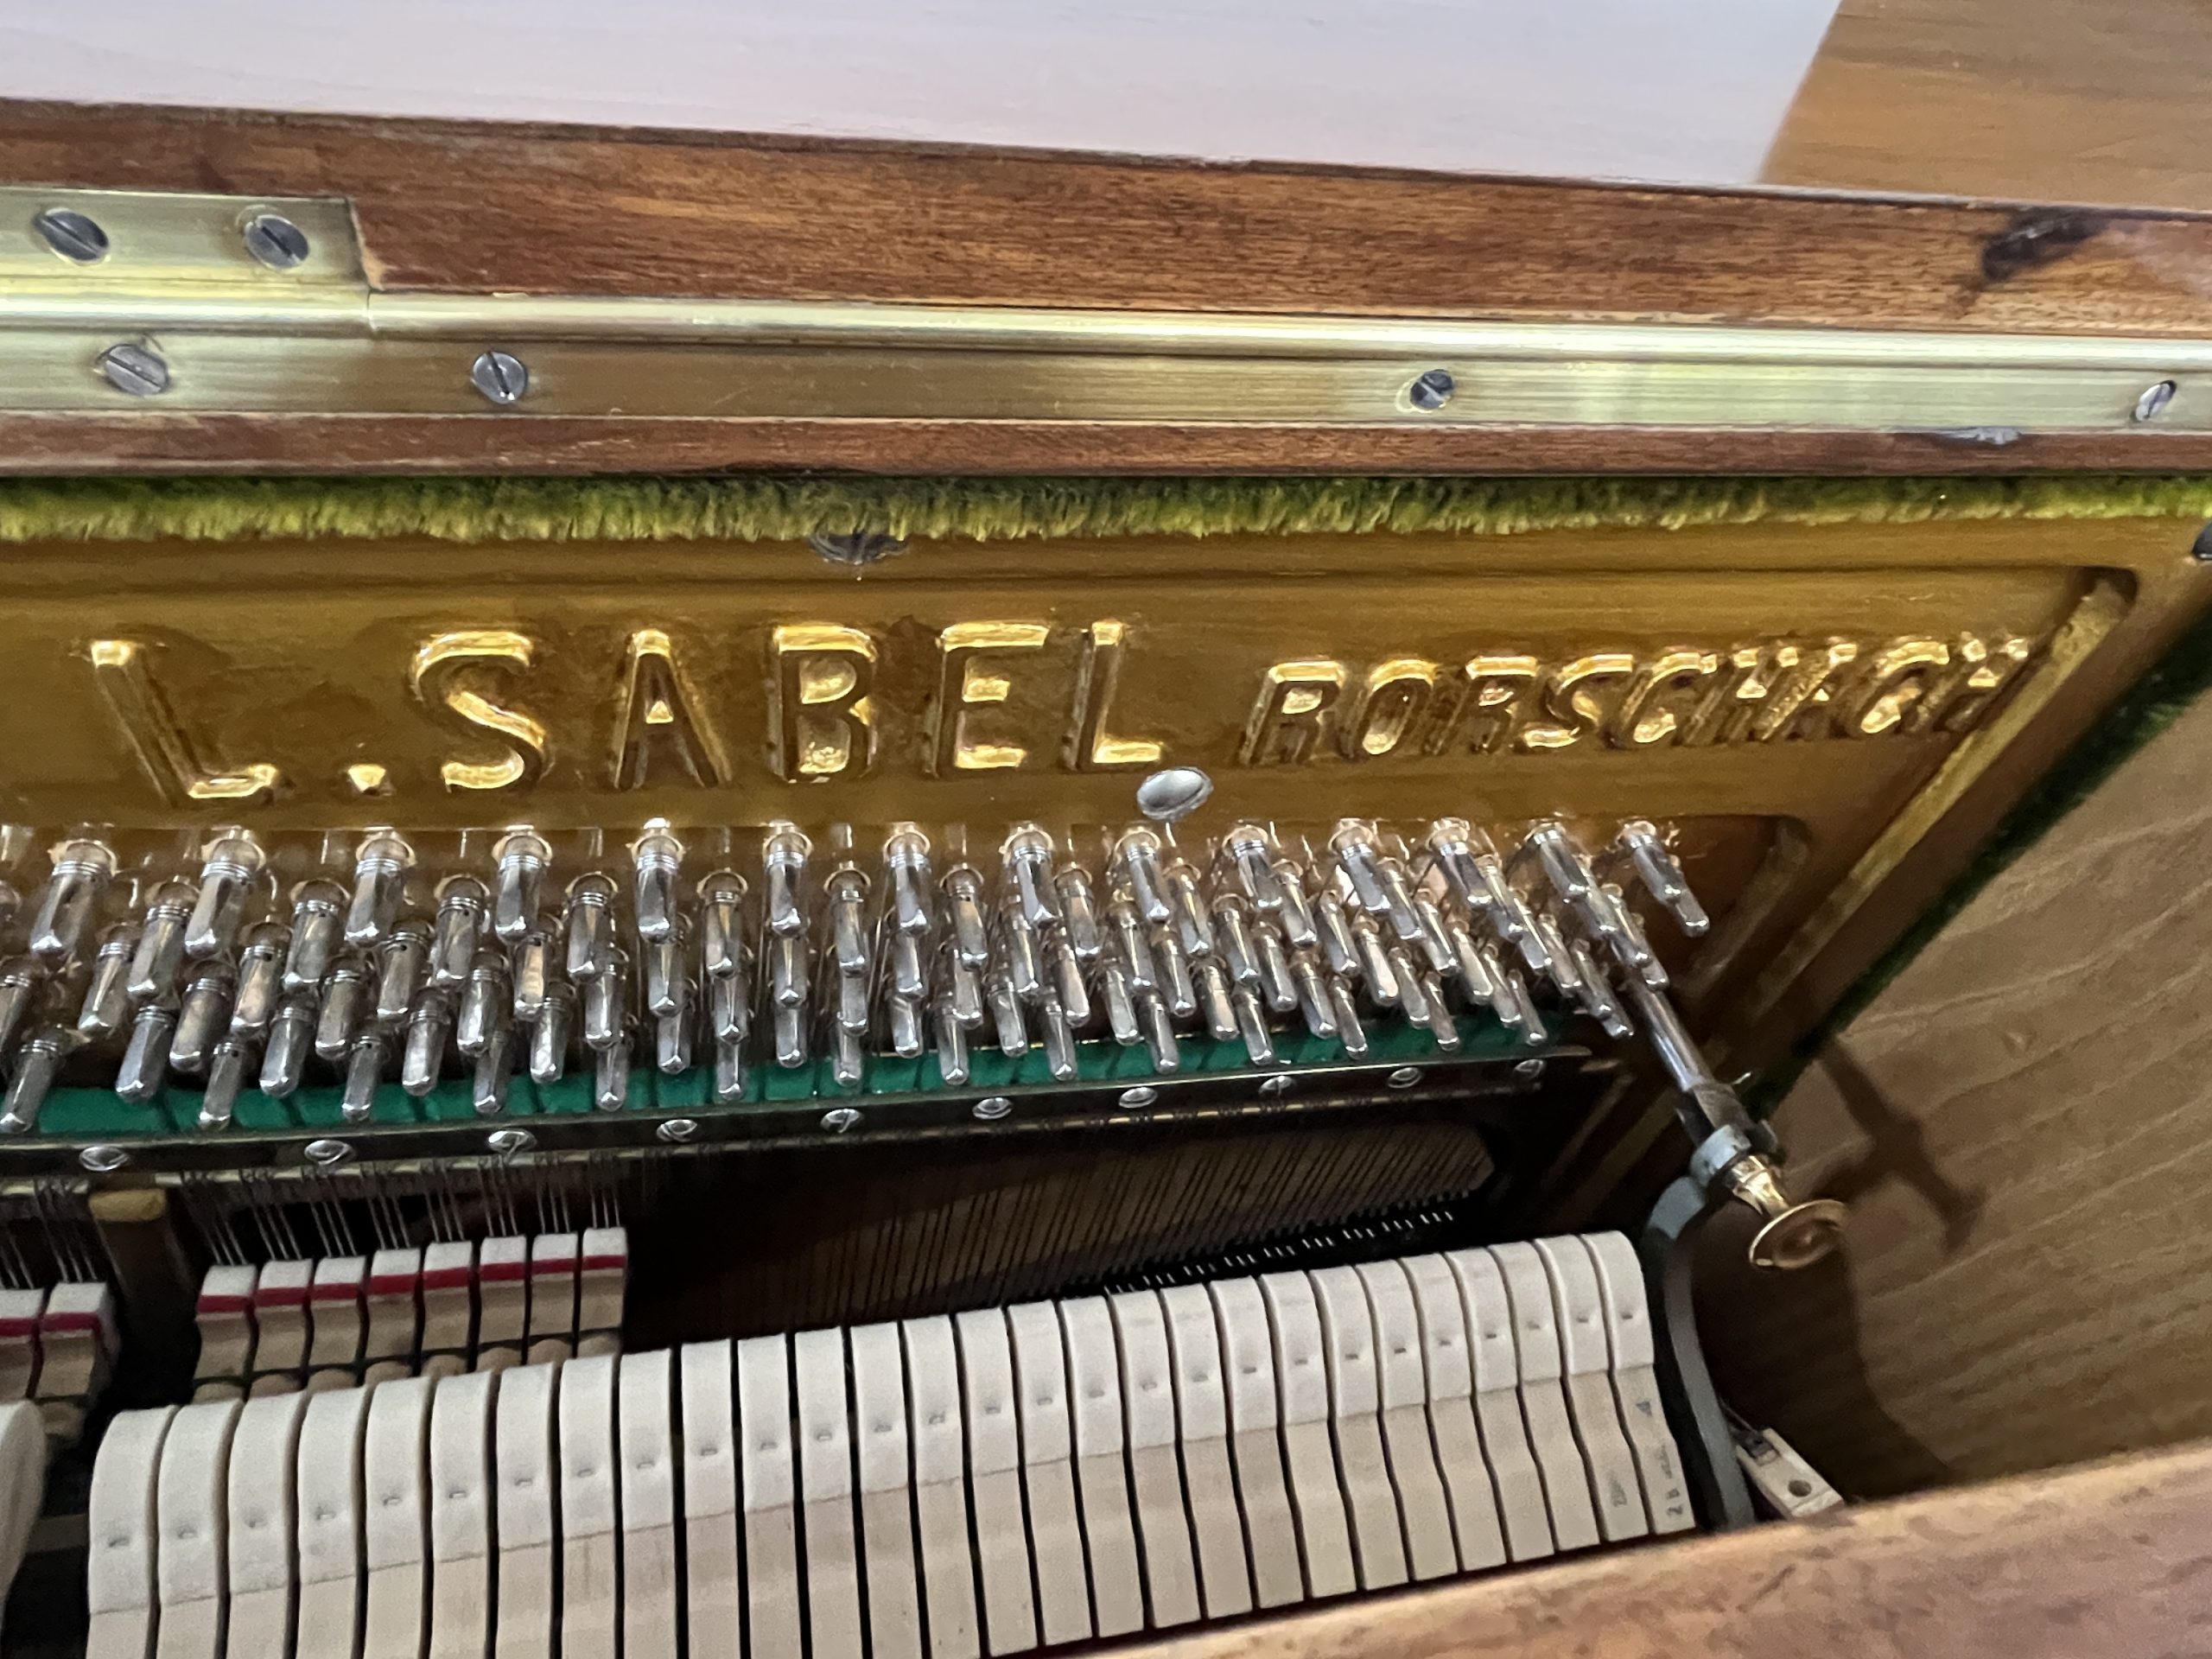 L. SABEL RORSCHACH